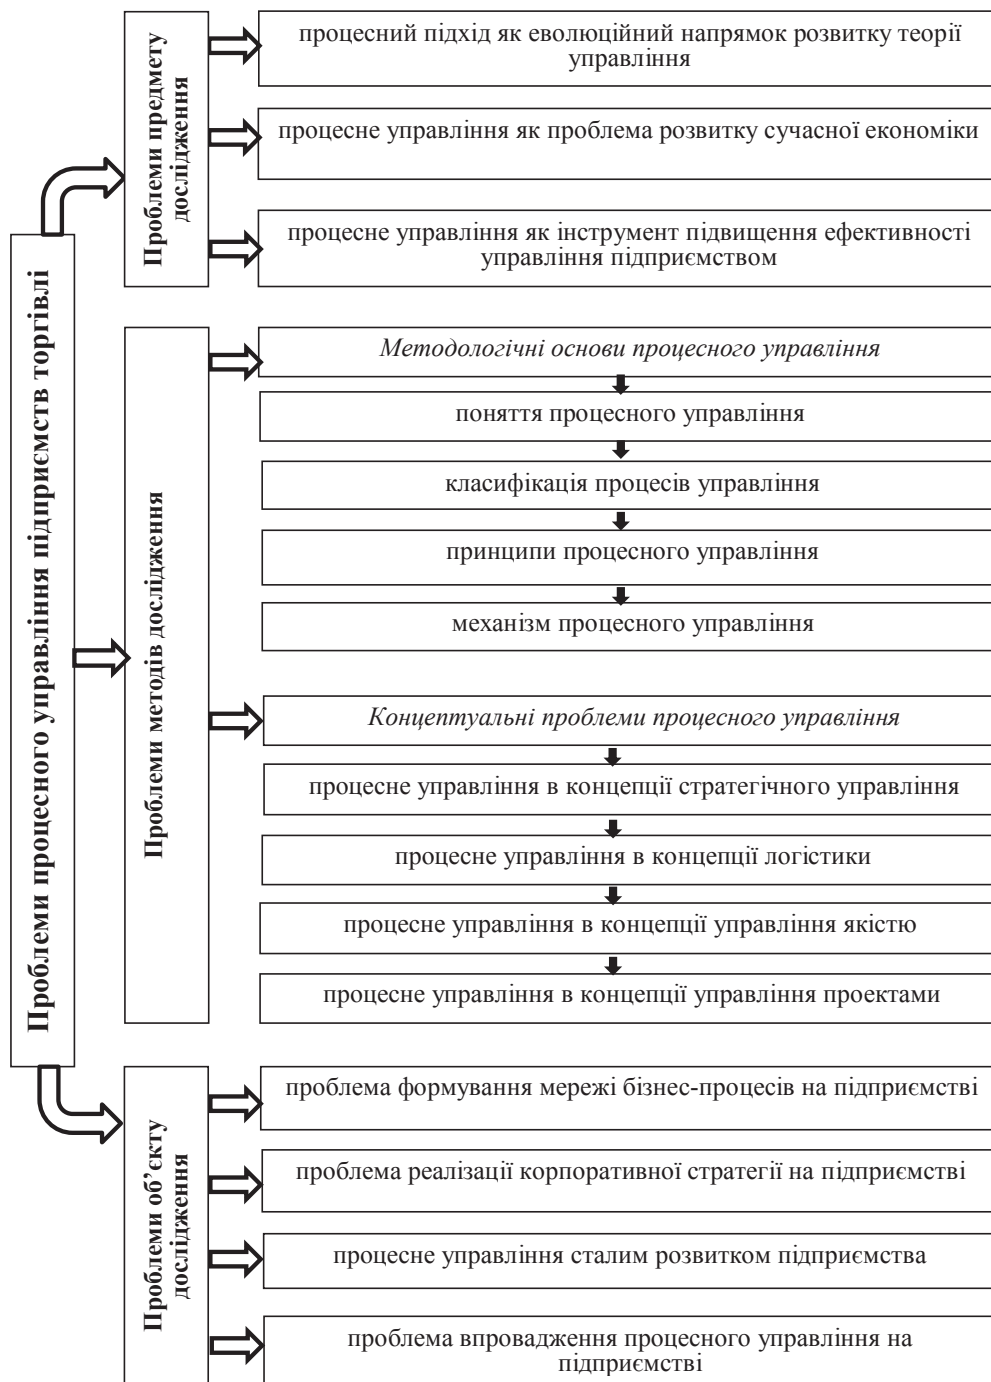 Проблеми процесного управління підприємств торгівлі
Проблеми предмету
дослідження
процесний підхід як еволюційний напрямок розвитку теорії
управління
процесне управління як проблема розвитку сучасної економіки
процесне управління як інструмент підвищення ефективності
управління підприємством
Проблеми методів дослідження
Методологічні основи процесного управління
поняття процесного управління
класифікація процесів управління
принципи процесного управління
механізм процесного управління
Концептуальні проблеми процесного управління
процесне управління в концепції стратегічного управління
процесне управління в концепції логістики
процесне управління в концепції управління якістю
процесне управління в концепції управління проектами
Проблеми об’єкту
дослідження
проблема формування мережі бізнес-процесів на підприємстві
проблема реалізації корпоративної стратегії на підприємстві
процесне управління сталим розвитком підприємства
проблема впровадження процесного управління на
підприємстві